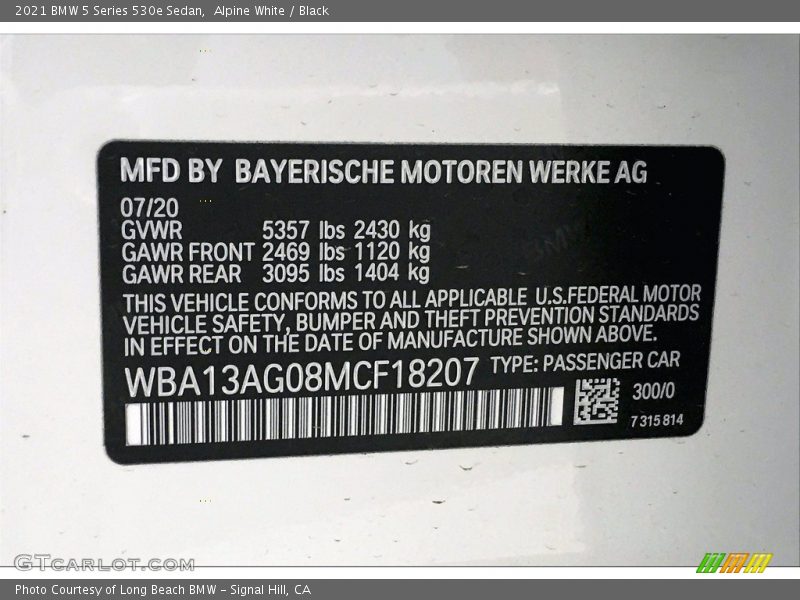 2021 BMW 5 Series 530e Sedan,  Alpine White / Black
MFD BY BAYERISCHE MOTOREN WERKE AG
07/20
GVWR 5357 lbs 2430 kg
GAWR FRONT 2469 lbs 1120 kg
GAWR REAR 3095 lbs 1404 kg
THIS VEHICLE CONFORMS TO ALL APPLICABLE U.S.FEDERAL MOTOR
VEHICLE SAFETY, BUMPER AND THEFT PREVENTION STANDARDS
IN EFFECT ON THE DATE OF MANUFACTURE SHOWN ABOVE.
WBA13AG08MCF18207 TYPE: PASSENGER CAR
300/0
7 315 814
GTCARLOT.COM
Photo Courtesy of Long Beach BMW - Signal Hill, CA